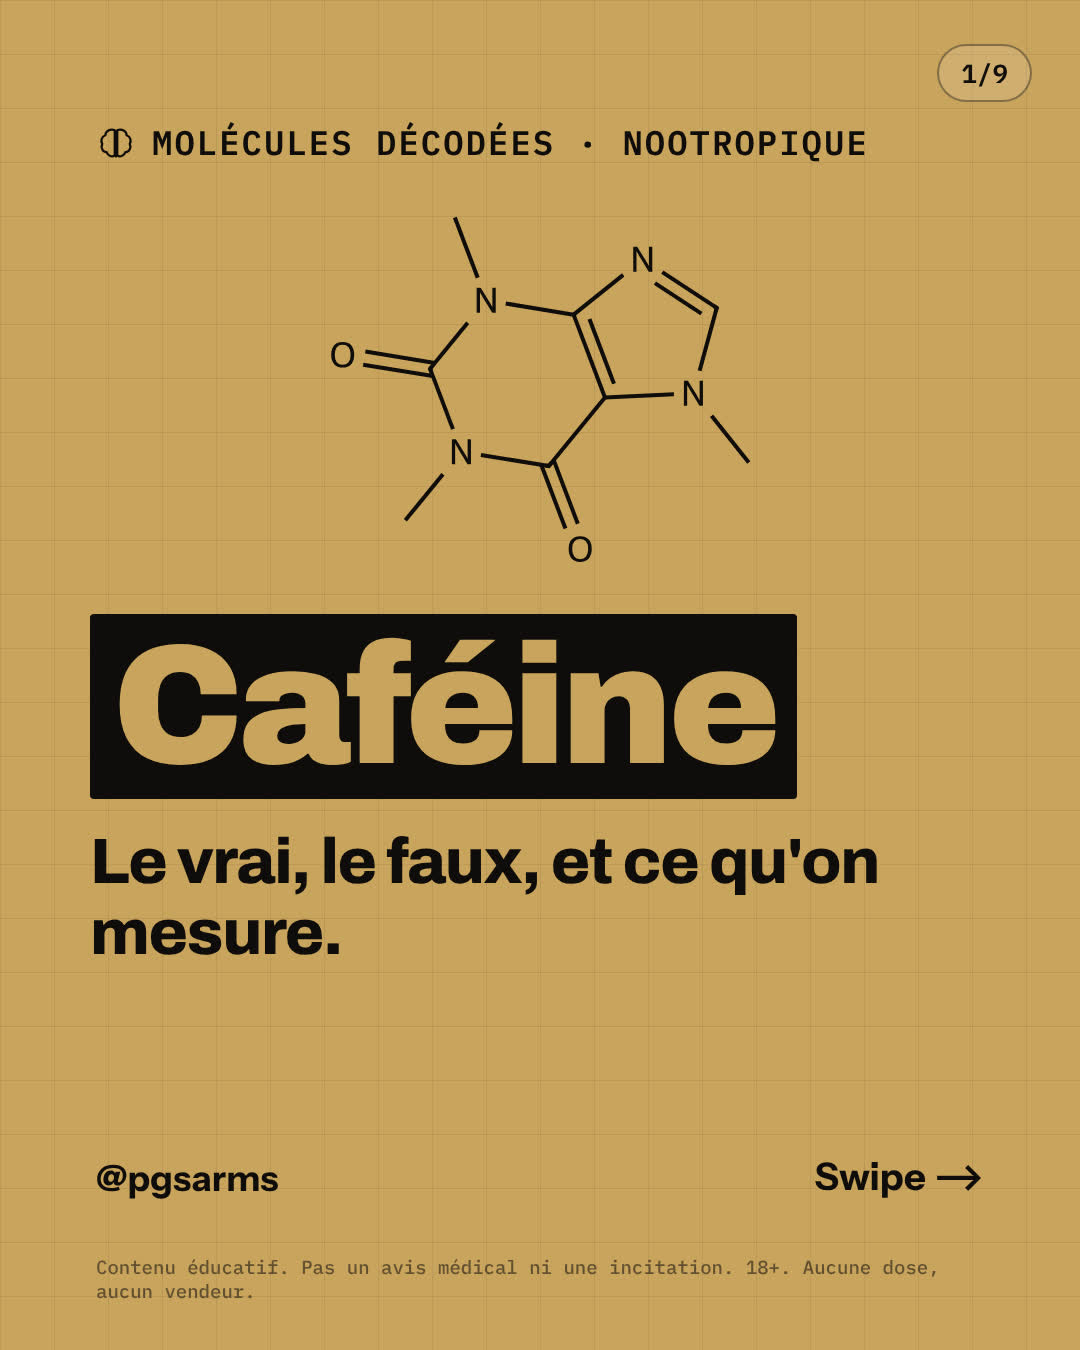 1/9
MOLÉCULES DÉCODÉES · NOOTROPIQUE
N
N
O
N
N
O
Caféine
Le vrai, le faux, et ce qu'on
mesure.
@pgsarms
Swipe →
Contenu éducatif. Pas un avis médical ni une incitation. 18+. Aucune dose,
aucun vendeur.